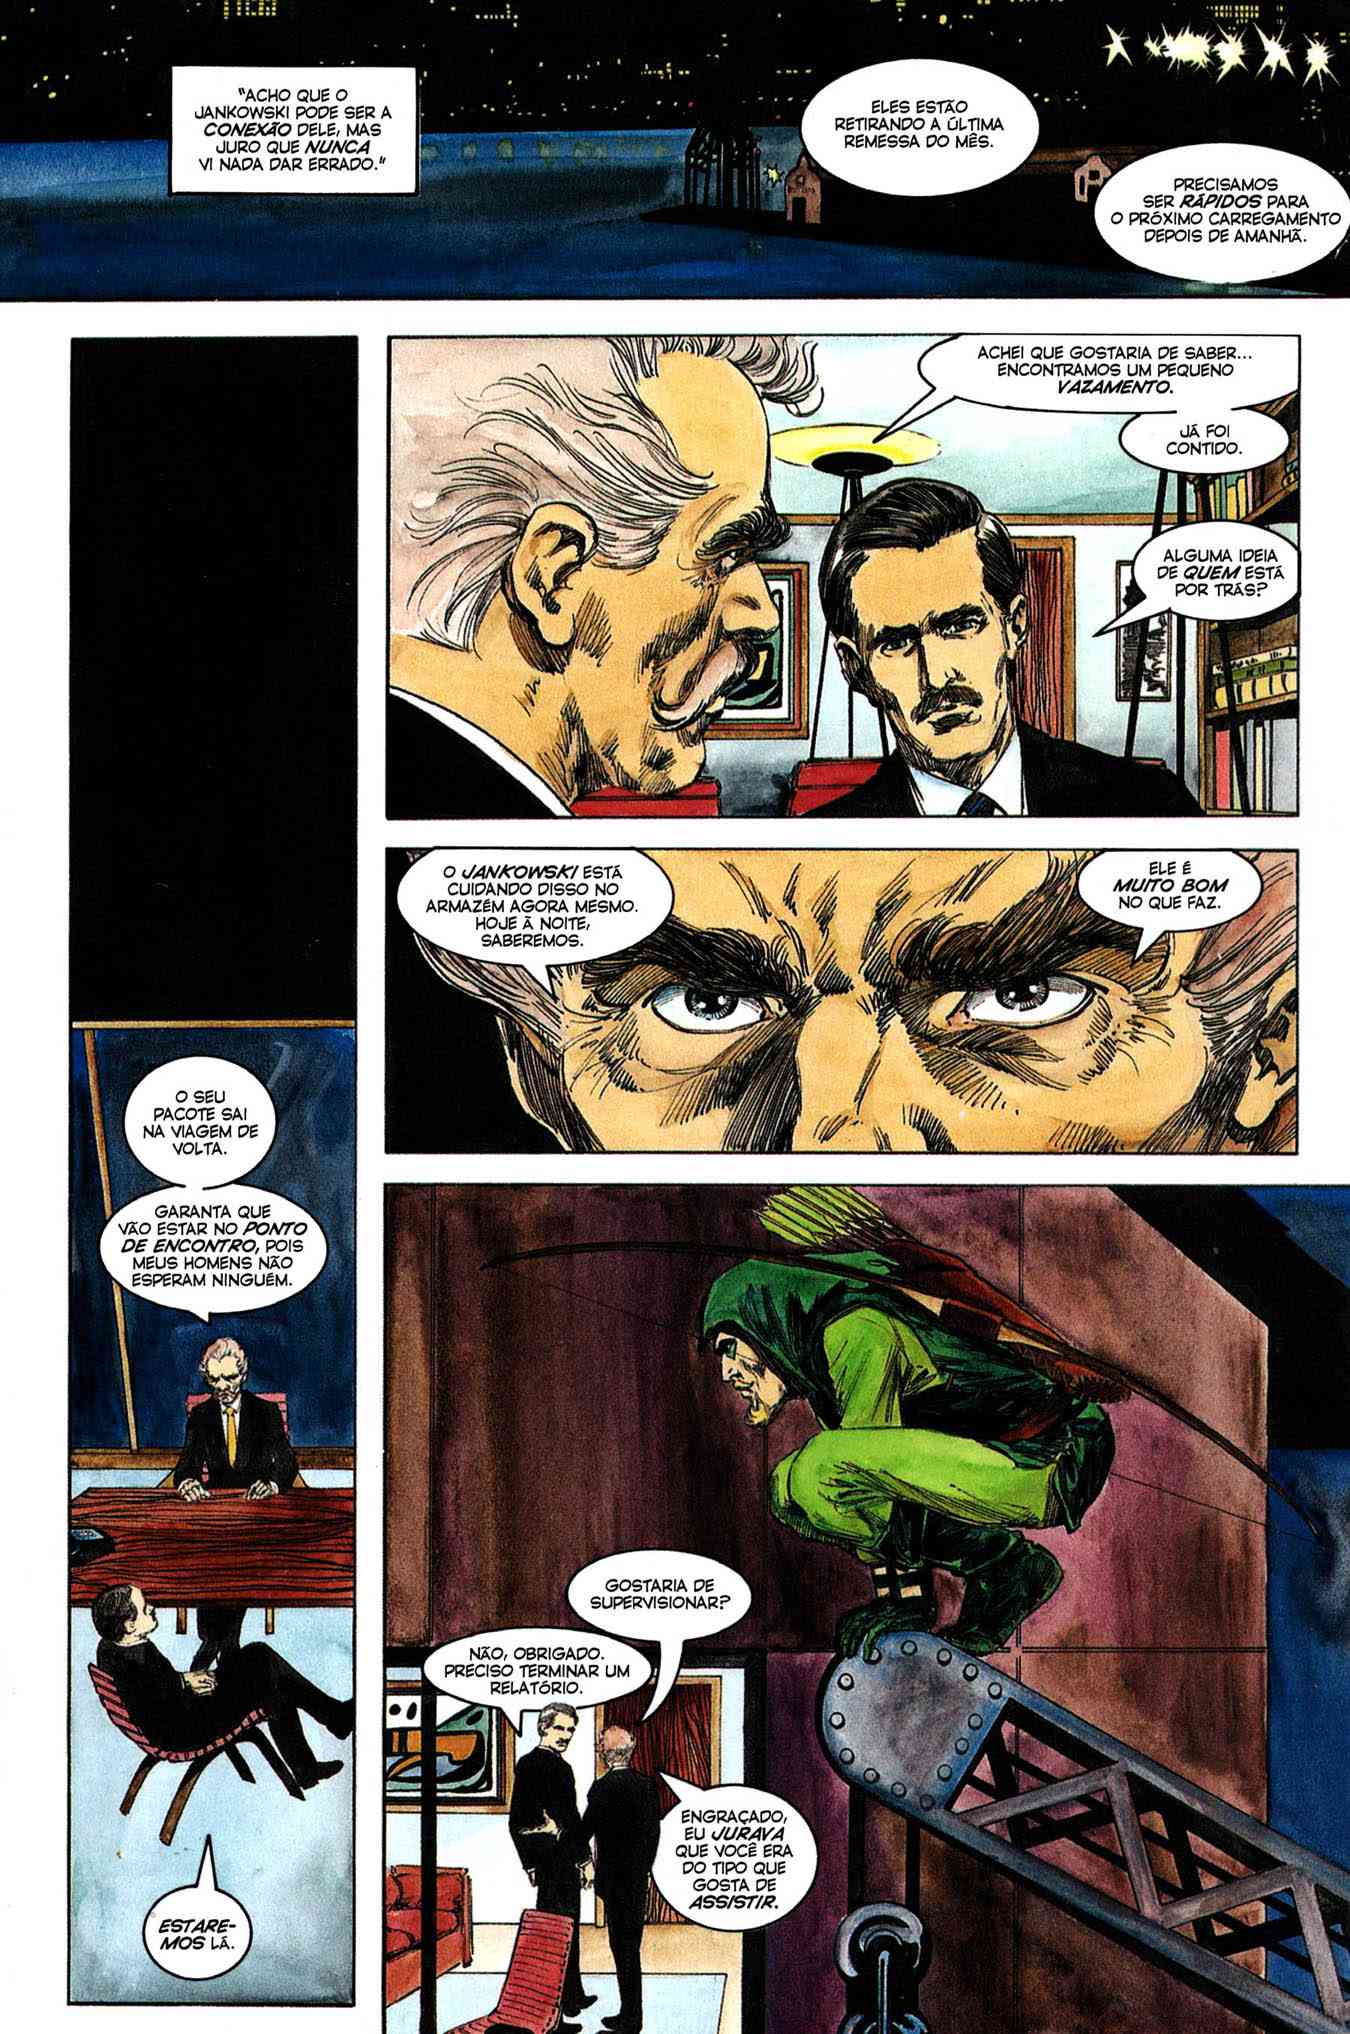 "ACHO QUE O
JANKOWSKI PODE SER A
CONEXÃO DELE, MAS
JURO QUE NUNCA
VI NADA DAR ERRADO."
ELES ESTÃO
RETIRANDO A ÚLTIMA
REMESSA DO MÊS.
PRECISAMOS
SER RÁPIDOS PARA
O PRÓXIMO CARREGAMENTO
DEPOIS DE AMANHÃ.
O SEU
PACOTE SAI
NA VIAGEM DE
VOLTA.
GARANTA QUE
VÃO ESTAR NO PONTO
DE ENCONTRO, POIS
MEUS HOMENS NÃO
ESPERAM NINGUÉM.
ESTARE-
MOS LÁ.
ACHEI QUE GOSTARIA DE SABER...
ENCONTRAMOS UM PEQUENO
VAZAMENTO.
JÁ FOI
CONTIDO.
ALGUMA IDEIA
DE QUEM ESTÁ
POR TRÁS?
O JANKOWSKI ESTÁ
CUIDANDO DISSO NO
ARMAZÉM AGORA MESMO.
HOJE À NOITE,
SABEREMOS.
ELE É
MUITO BOM
NO QUE FAZ.
GOSTARIA DE
SUPERVISIONAR?
NÃO, OBRIGADO.
PRECISO TERMINAR UM
RELATÓRIO.
ENGRAÇADO,
EU JURAVA
QUE VOCÊ ERA
DO TIPO QUE
GOSTA DE
ASSISTIR.